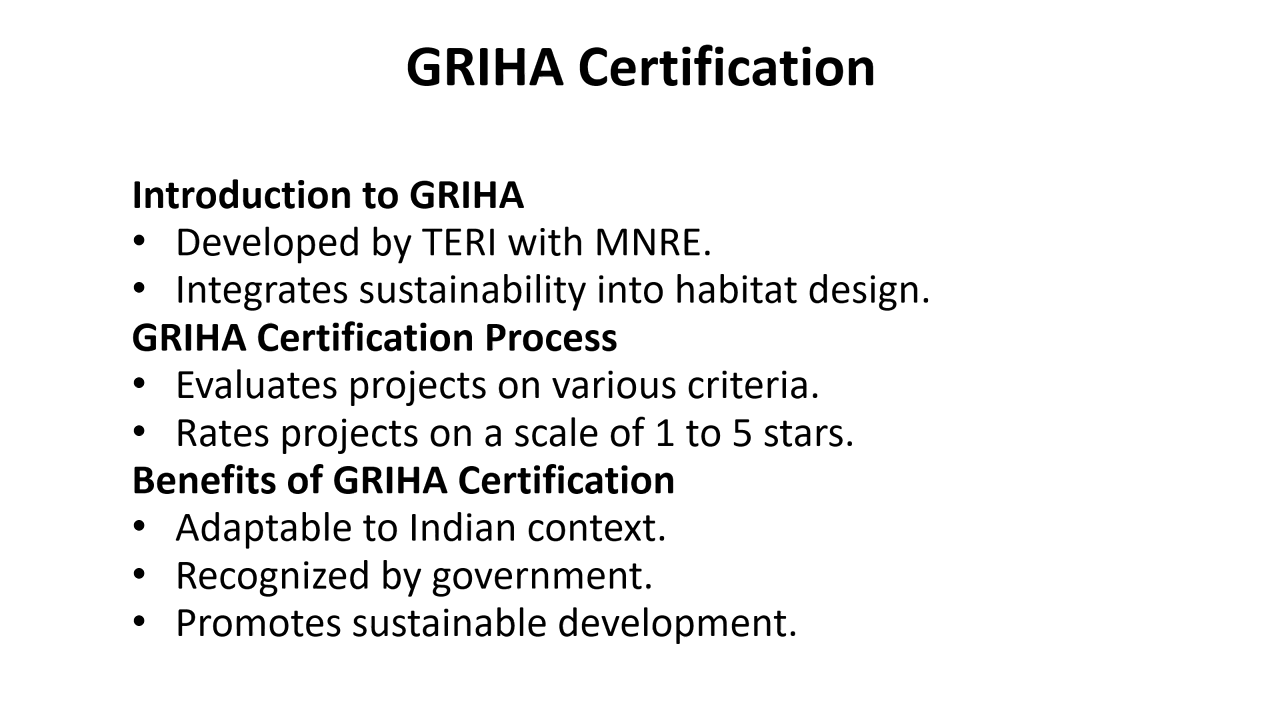 GRIHA Certification
Introduction to GRIHA
• Developed by TERI with MNRE.
• Integrates sustainability into habitat design.
GRIHA Certification Process
• Evaluates projects on various criteria.
• Rates projects on a scale of 1 to 5 stars.
Benefits of GRIHA Certification
• Adaptable to Indian context.
• Recognized by government.
• Promotes sustainable development.